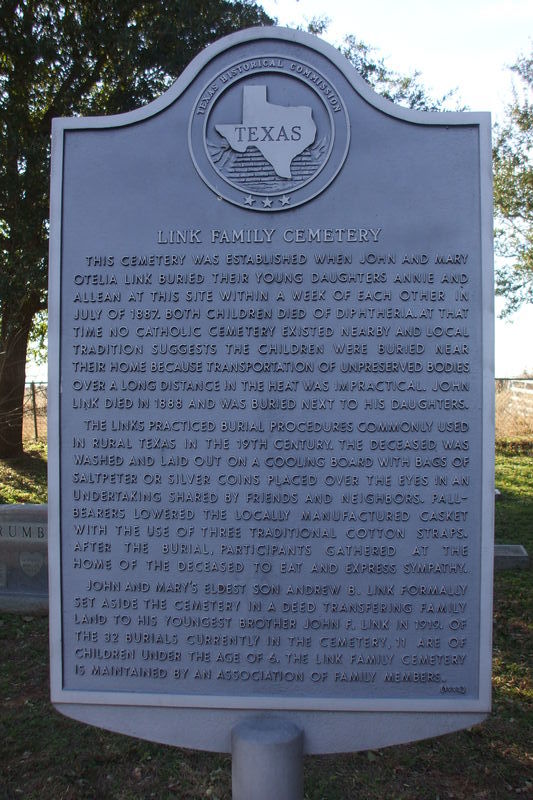 TEXAS HISTORICAL COMMISSION
TEXAS
LINK FAMILY CEMETERY
THIS CEMETERY WAS ESTABLISHED WHEN JOHN AND MARY
OTELIA LINK BURIED THEIR YOUNG DAUGHTERS ANNIE AND
ALLEAN AT THIS SITE WITHIN A WEEK OF EACH OTHER IN
JULY OF 1887. BOTH CHILDREN DIED OF DIPHTHERIA. AT THAT
TIME NO CATHOLIC CEMETERY EXISTED NEARBY AND LOCAL
TRADITION SUGGESTS THE CHILDREN WERE BURIED NEAR
THEIR HOME BECAUSE TRANSPORTATION OF UNPRESERVED BODIES
OVER A LONG DISTANCE IN THE HEAT WAS IMPRACTICAL. JOHN
LINK DIED IN 1888 AND WAS BURIED NEXT TO HIS DAUGHTERS.
THE LINKS PRACTICED BURIAL PROCEDURES COMMONLY USED
IN RURAL TEXAS IN THE 19TH CENTURY. THE DECEASED WAS
WASHED AND LAID OUT ON A COOLING BOARD WITH BAGS OF
SALTPETER OR SILVER COINS PLACED OVER THE EYES IN AN
UNDERTAKING SHARED BY FRIENDS AND NEIGHBORS. PALL-
BEARERS LOWERED THE LOCALLY MANUFACTURED CASKET
WITH THE USE OF THREE TRADITIONAL COTTON STRAPS.
AFTER THE BURIAL, PARTICIPANTS GATHERED AT THE
HOME OF THE DECEASED TO EAT AND EXPRESS SYMPATHY.
JOHN AND MARY'S ELDEST SON ANDREW B. LINK FORMALLY
SET ASIDE THE CEMETERY IN A DEED TRANSFERING FAMILY
LAND TO HIS YOUNGEST BROTHER JOHN F. LINK IN 1919. OF
THE 32 BURIALS CURRENTLY IN THE CEMETERY, 11 ARE OF
CHILDREN UNDER THE AGE OF 6. THE LINK FAMILY CEMETERY
IS MAINTAINED BY AN ASSOCIATION OF FAMILY MEMBERS.
RUMB